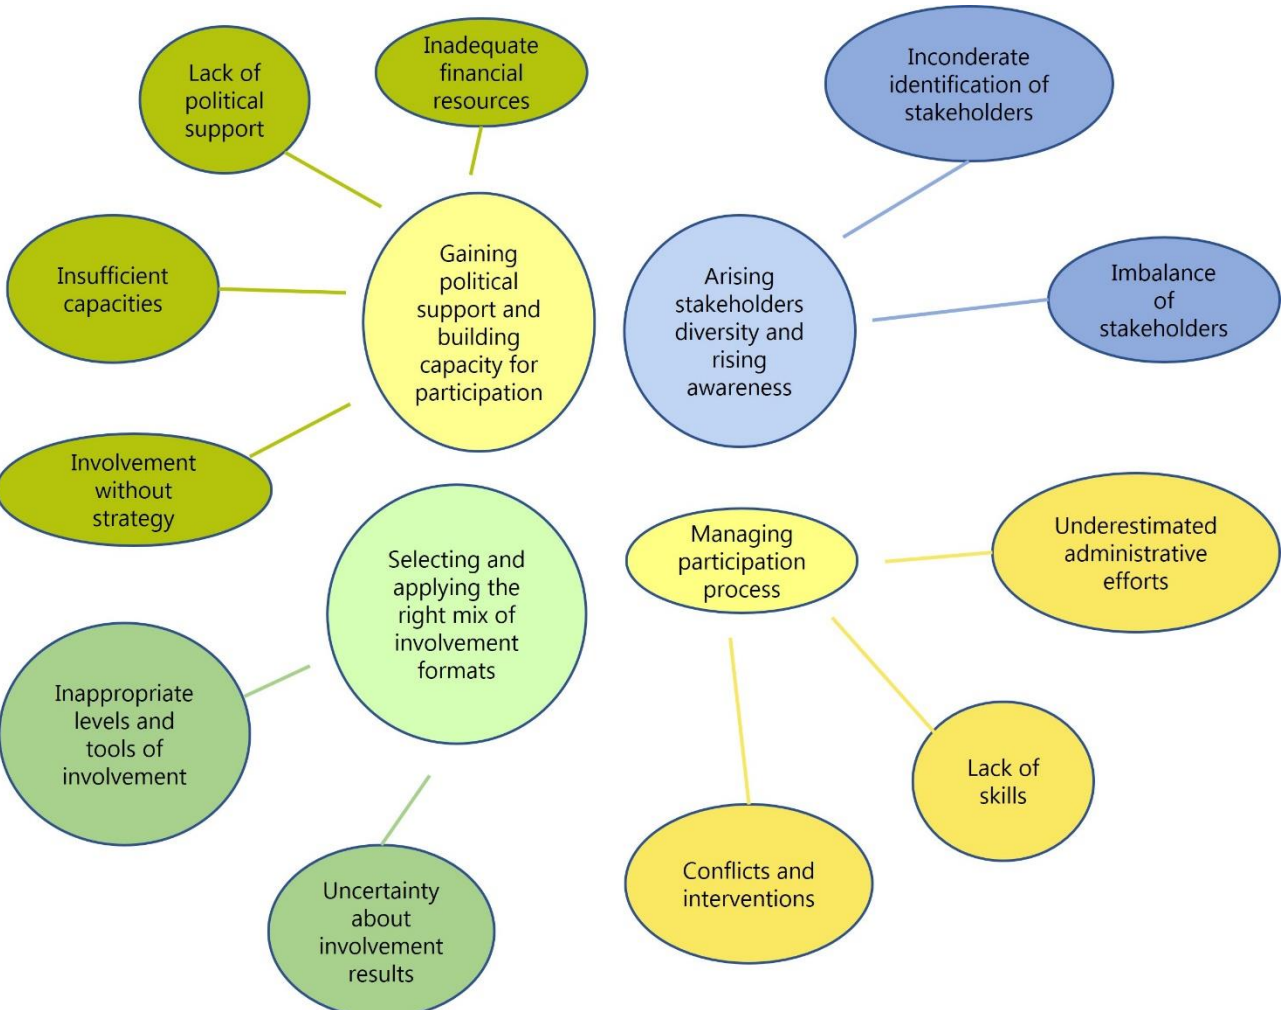 Lack of
political
support
Inadequate
financial
resources
Inconderate
identification of
stakeholders
Insufficient
capacities
Gaining
political
support and
building
capacity for
participation
Arising
stakeholders
diversity and
rising
awareness
Imbalance
of
stakeholders
Involvement
without
strategy
Selecting and
applying the
right mix of
involvement
formats
Managing
participation
process
Underestimated
administrative
efforts
Inappropriate
levels and
tools of
involvement
Lack of
skills
Conflicts and
interventions
Uncertainty
about
involvement
results